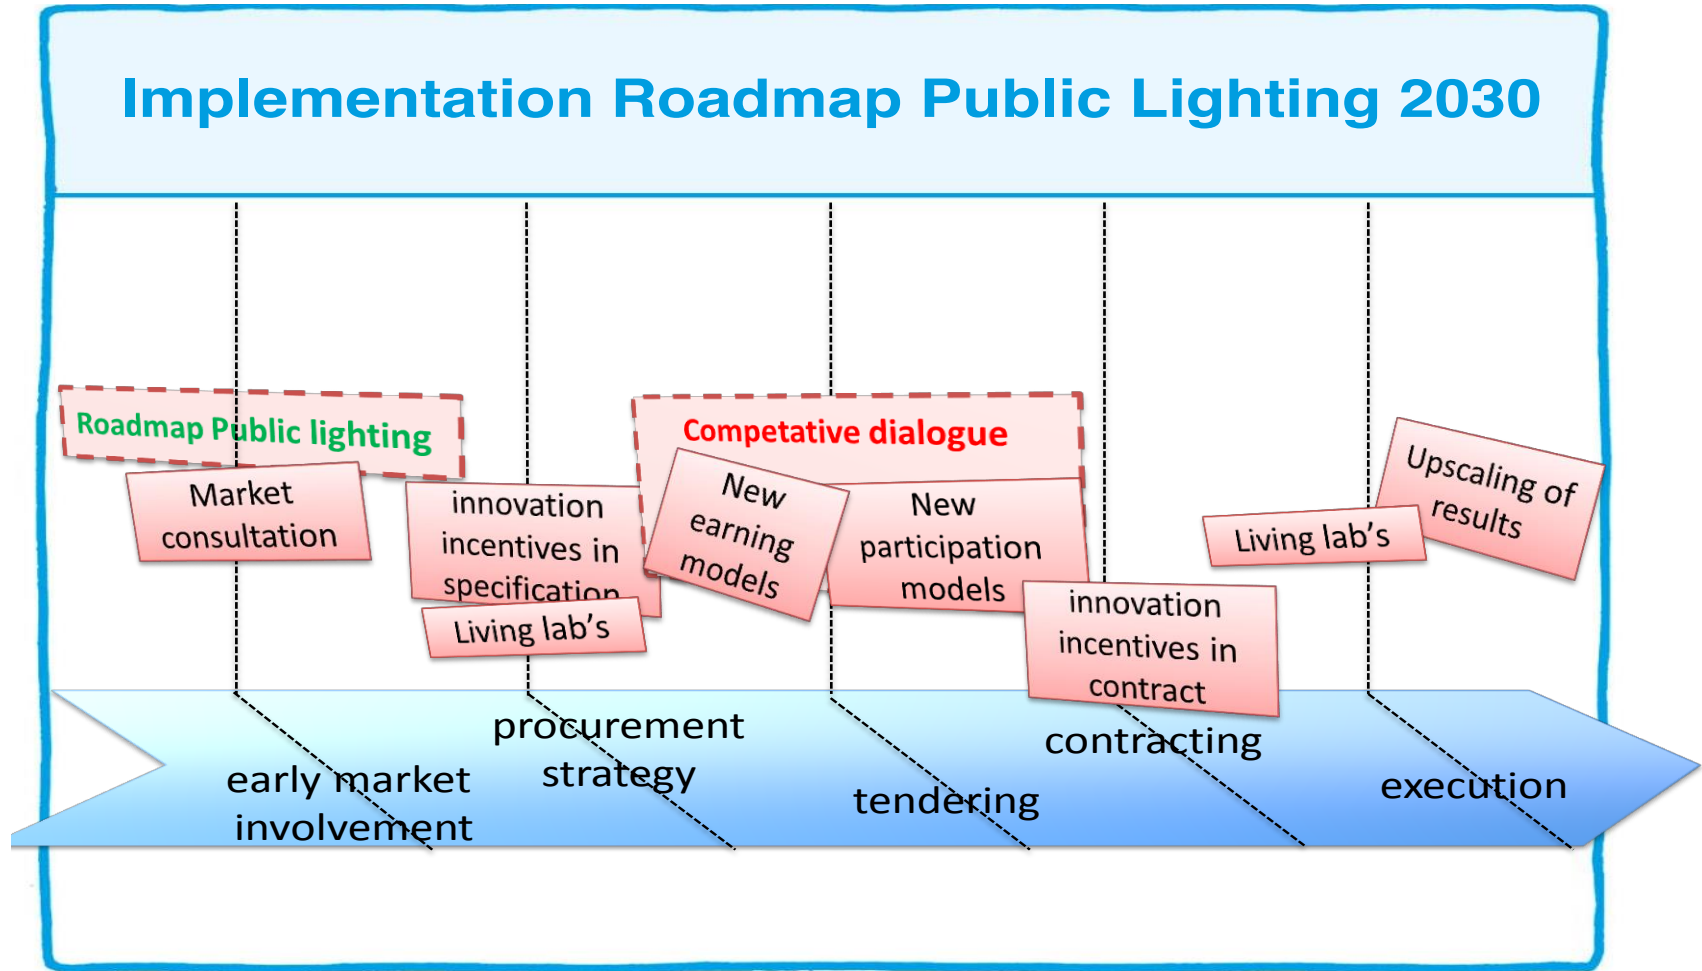 Implementation Roadmap Public Lighting 2030
Roadmap Public lighting
Market
consultation
innovation
incentives in
specification
Living lab's
Competative dialogue
New
earning
models
New
participation
models
innovation
incentives in
contract
Living lab's
Upscaling of
results
early market
involvement
procurement
strategy
tendering
contracting
execution